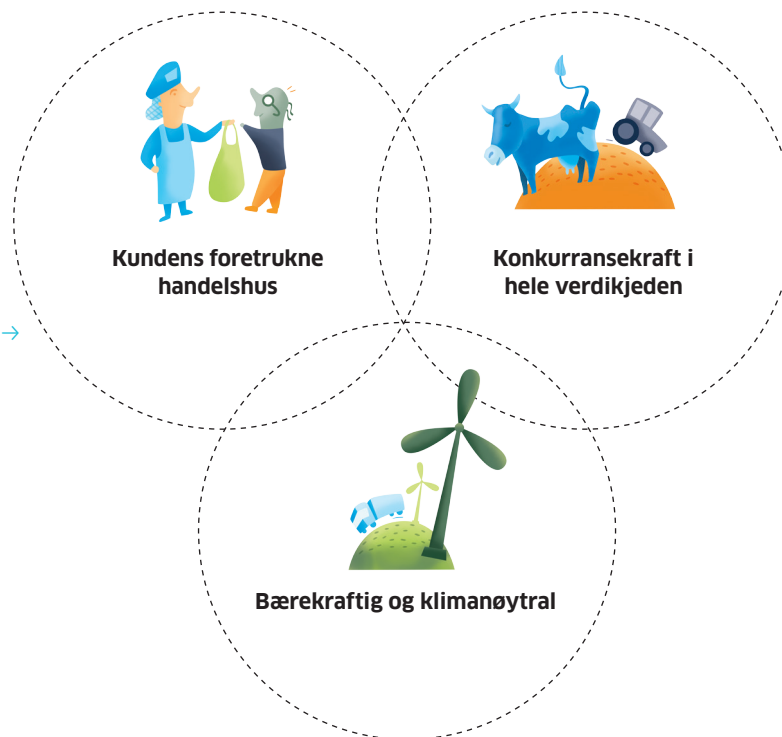 Kundens foretrukne
handelshus
Konkurransekraft i
hele verdikjeden
Bærekraftig og klimanøytral